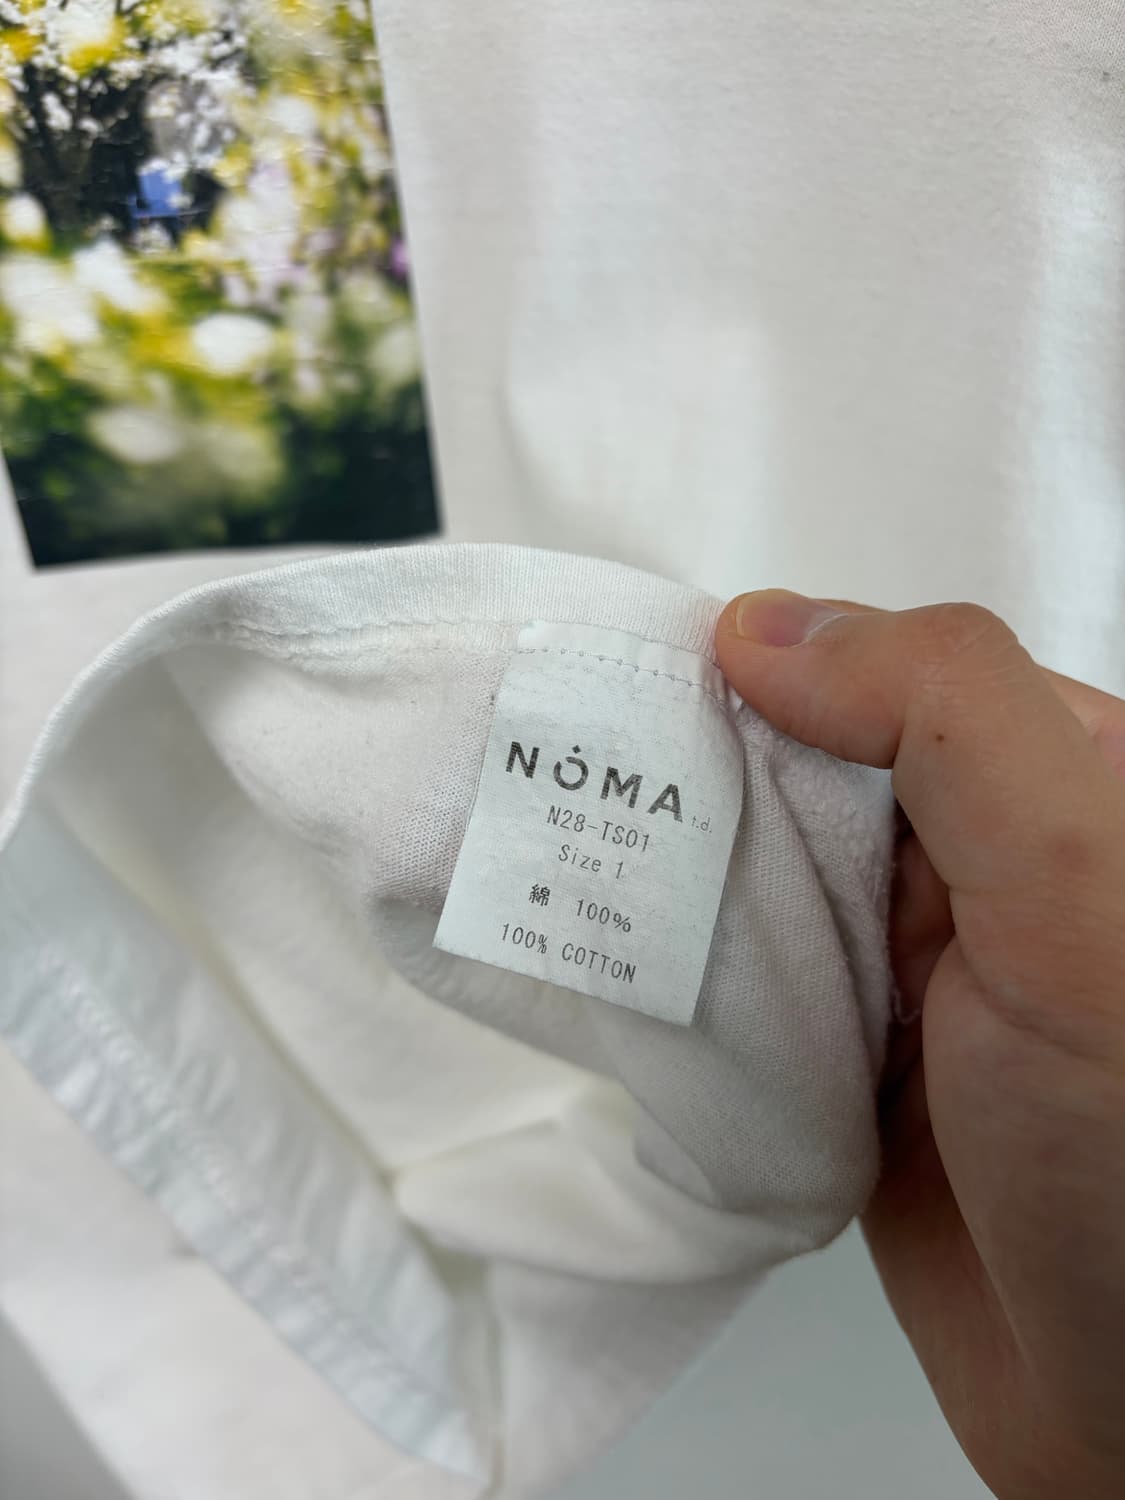 NOMA t.d.
N28-TS01
Size 1
綿 100%
100% COTTON